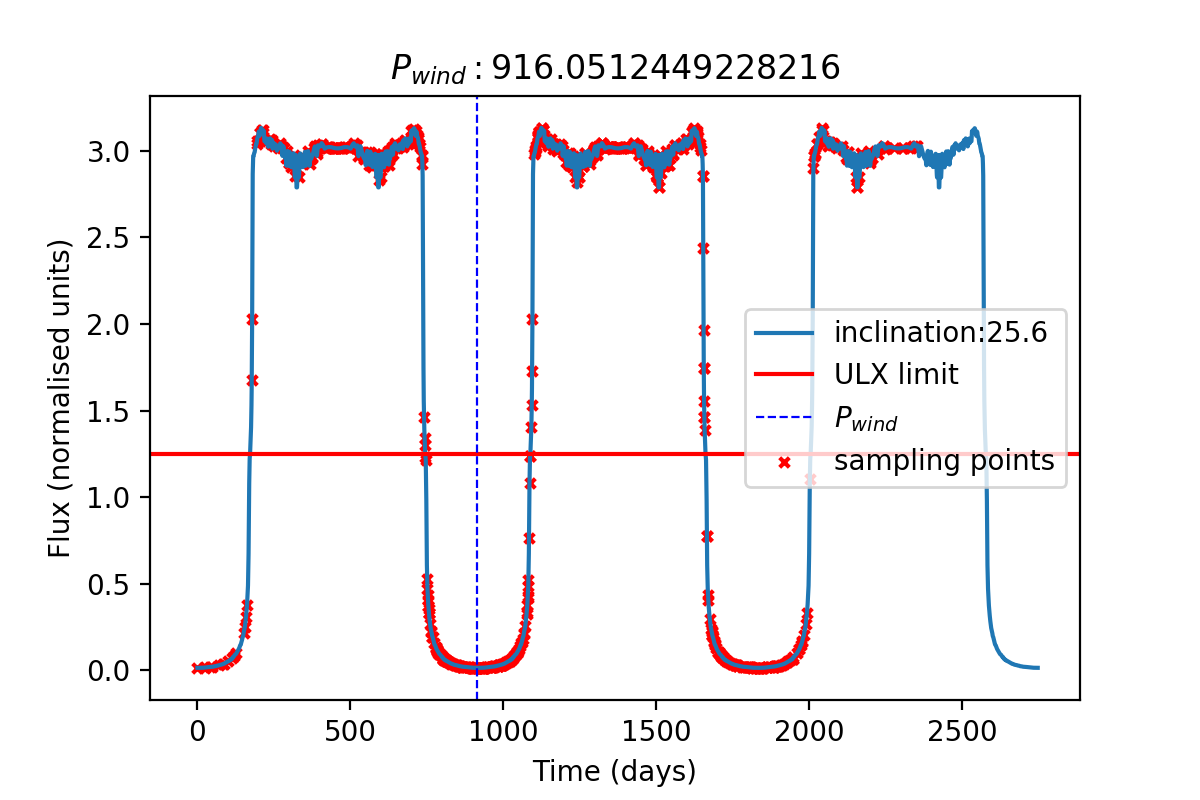 P_wind : 916.0512449228216
Flux (normalised units)
3.0
2.5
2.0
1.5
1.0
0.5
0.0
inclination:25.6
ULX limit
P_wind
sampling points
0 500 1000 1500 2000 2500
Time (days)